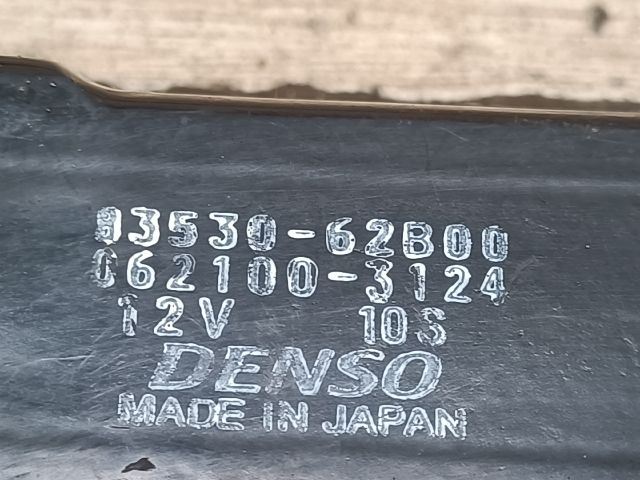 83530-62B00
062100-3124
12V 10S
DENSO
MADE IN JAPAN